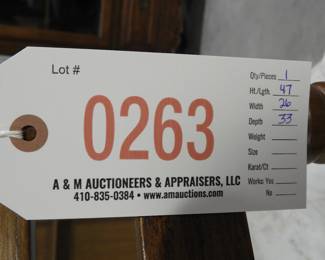 Lot #
0263
A & M AUCTIONEERS & APPRAISERS, LLC
410-835-0384 • www.amauctions.com
Qty/Pieces 1
Ht./Lgth. 47
Width 26
Depth 33
Weight
Size
Karat/Ct
Works: Yes
No